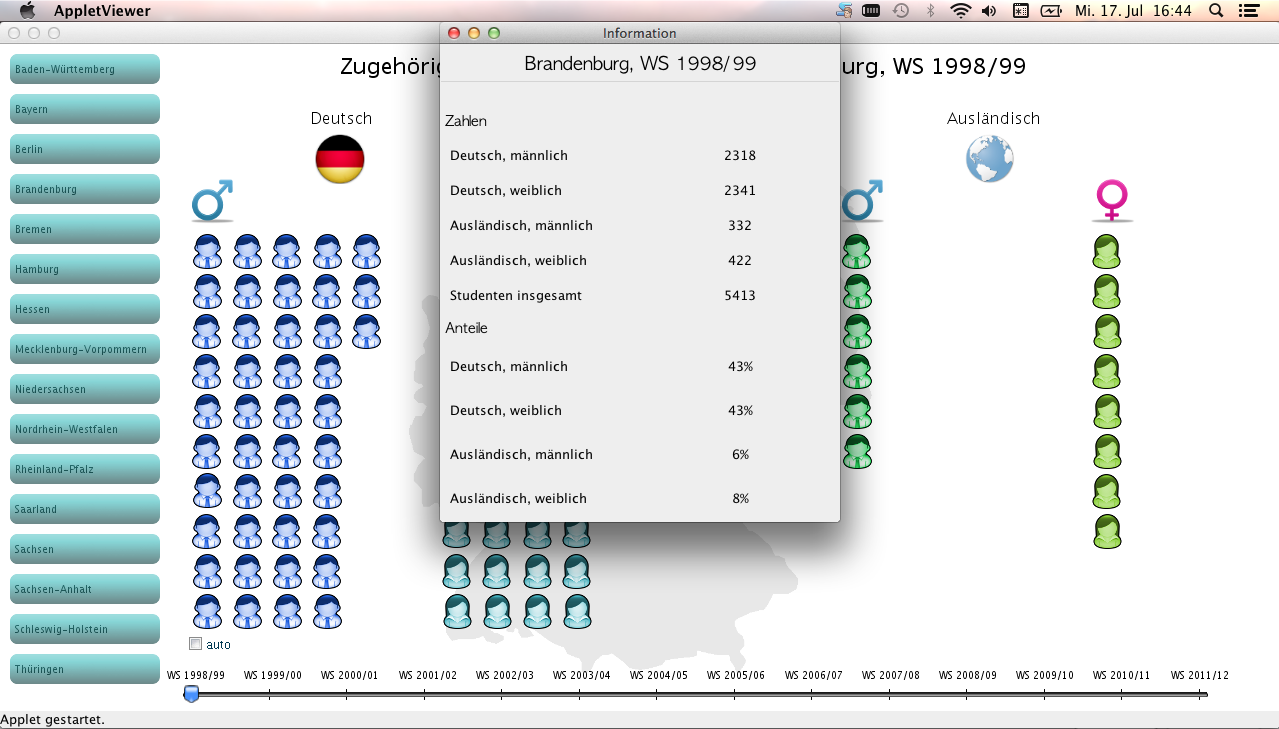 AppletViewer
Mi. 17. Jul 16:44
Information
Brandenburg, WS 1998/99
Zugehörig
urg, WS 1998/99
Baden-Württemberg
Bayern
Berlin
Brandenburg
Bremen
Hamburg
Hessen
Mecklenburg-Vorpommern
Niedersachsen
Nordrhein-Westfalen
Rheinland-Pfalz
Saarland
Sachsen
Sachsen-Anhalt
Schleswig-Holstein
Thüringen
Deutsch
Ausländisch
Zahlen
Deutsch, männlich 2318
Deutsch, weiblich 2341
Ausländisch, männlich 332
Ausländisch, weiblich 422
Studenten insgesamt 5413
Anteile
Deutsch, männlich 43%
Deutsch, weiblich 43%
Ausländisch, männlich 6%
Ausländisch, weiblich 8%
auto
WS 1998/99 WS 1999/00 WS 2000/01 WS 2001/02 WS 2002/03 WS 2003/04 WS 2004/05 WS 2005/06 WS 2006/07 WS 2007/08 WS 2008/09 WS 2009/10 WS 2010/11 WS 2011/12
Applet gestartet.